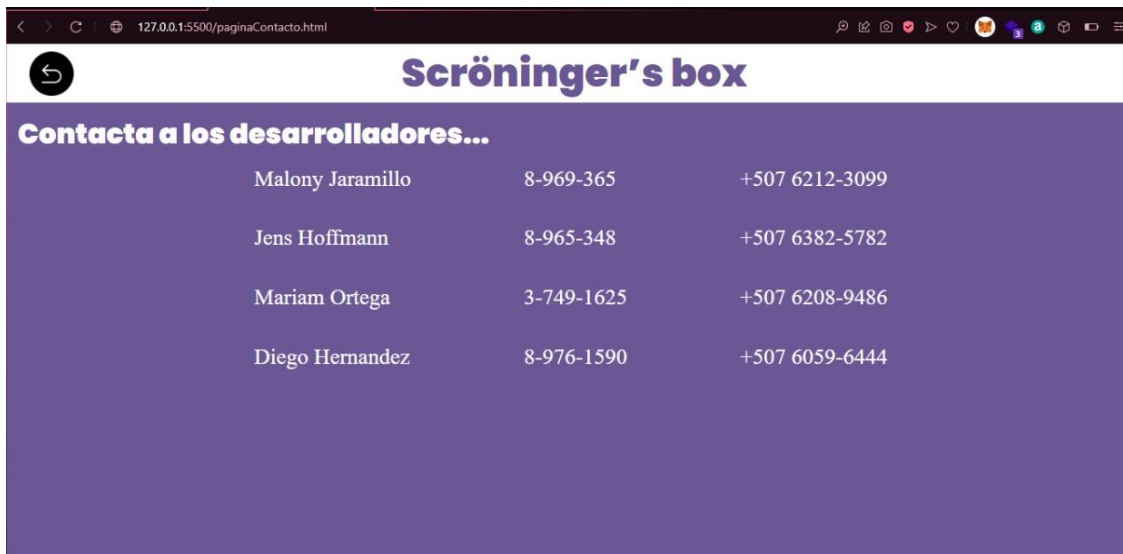 127.0.0.1:5500/paginaContacto.html
3
a
Scröninger's box
Contacta a los desarrolladores...
Malony Jaramillo 8-969-365 +507 6212-3099
Jens Hoffmann 8-965-348 +507 6382-5782
Mariam Ortega 3-749-1625 +507 6208-9486
Diego Hernandez 8-976-1590 +507 6059-6444